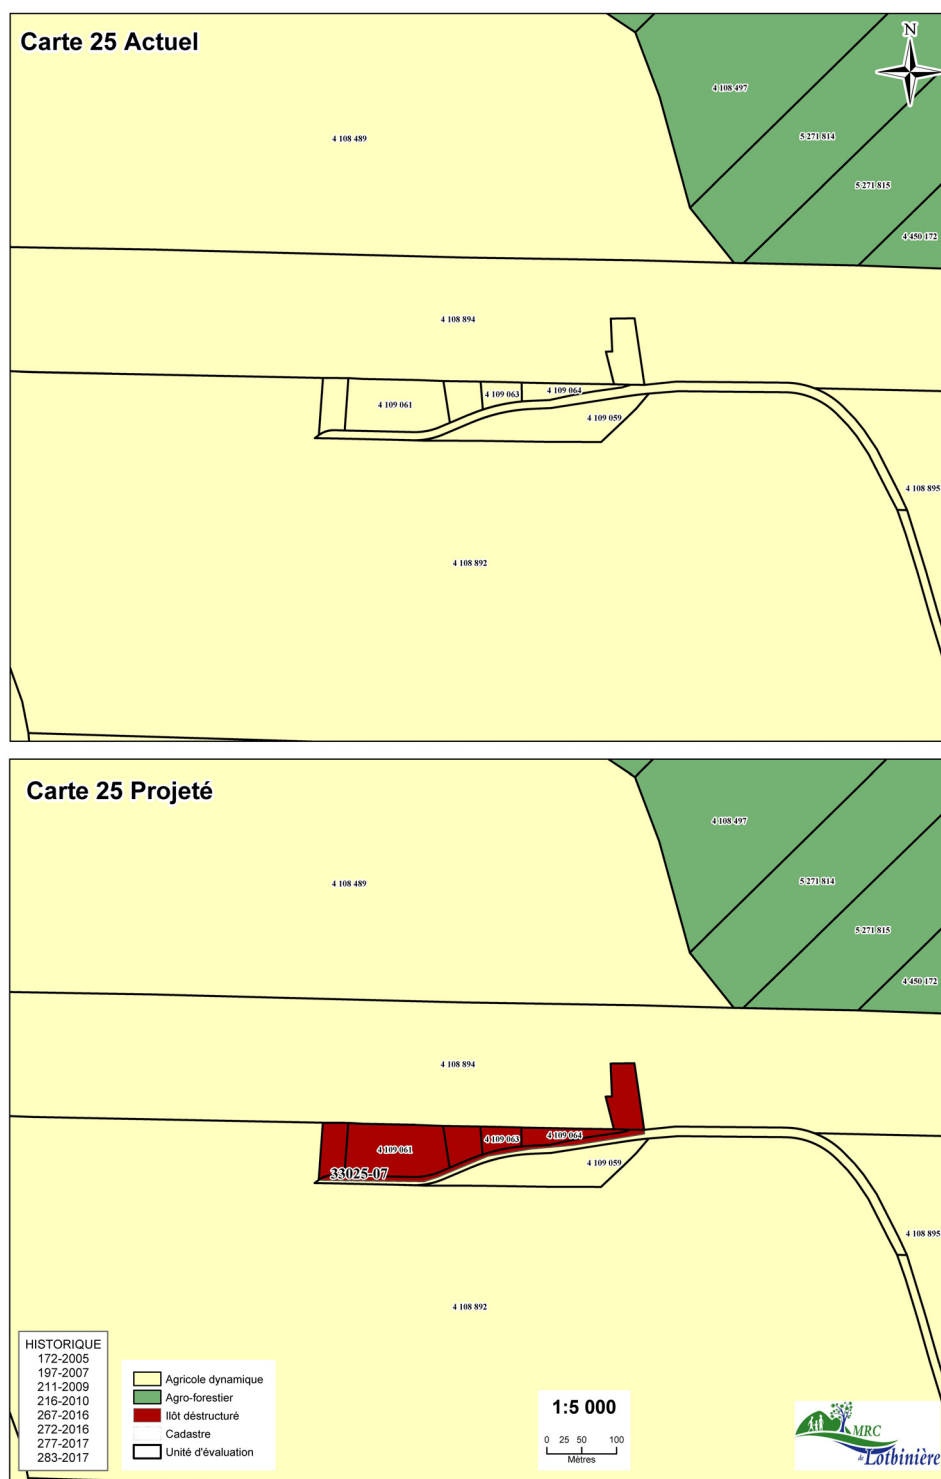 Carte 25 Actuel
N
4 108 497
4 108 489
5 271 814
5 271 815
4 450 172
4 108 894
4 109 061
4 109 063
4 109 064
4 109 059
4 108 895
4 108 892
Carte 25 Projeté
4 108 497
4 108 489
5 271 814
5 271 815
4 450 172
4 108 894
4 109 061
4 109 063
4 109 064
4 109 059
33025-07
4 108 895
4 108 892
HISTORIQUE
172-2005
197-2007
211-2009
216-2010
267-2016
272-2016
277-2017
283-2017
Agricole dynamique
Agro-forestier
Ilôt déstructuré
Cadastre
Unité d'évaluation
1:5 000
0 25 50 100
Mètres
MRC
de Lotbinière